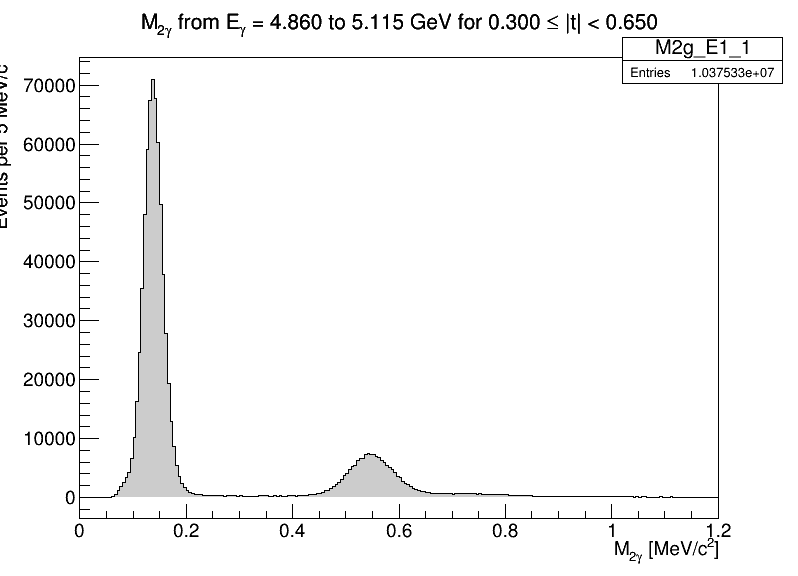 M2γ from Eγ = 4.860 to 5.115 GeV for 0.300 ≤ |t| < 0.650
M2g_E1_1
Entries 1.037533e+07
Events per 5 MeV/c
70000
60000
50000
40000
30000
20000
10000
0
0 0.2 0.4 0.6 0.8 1 1.2
M2γ [MeV/c²]